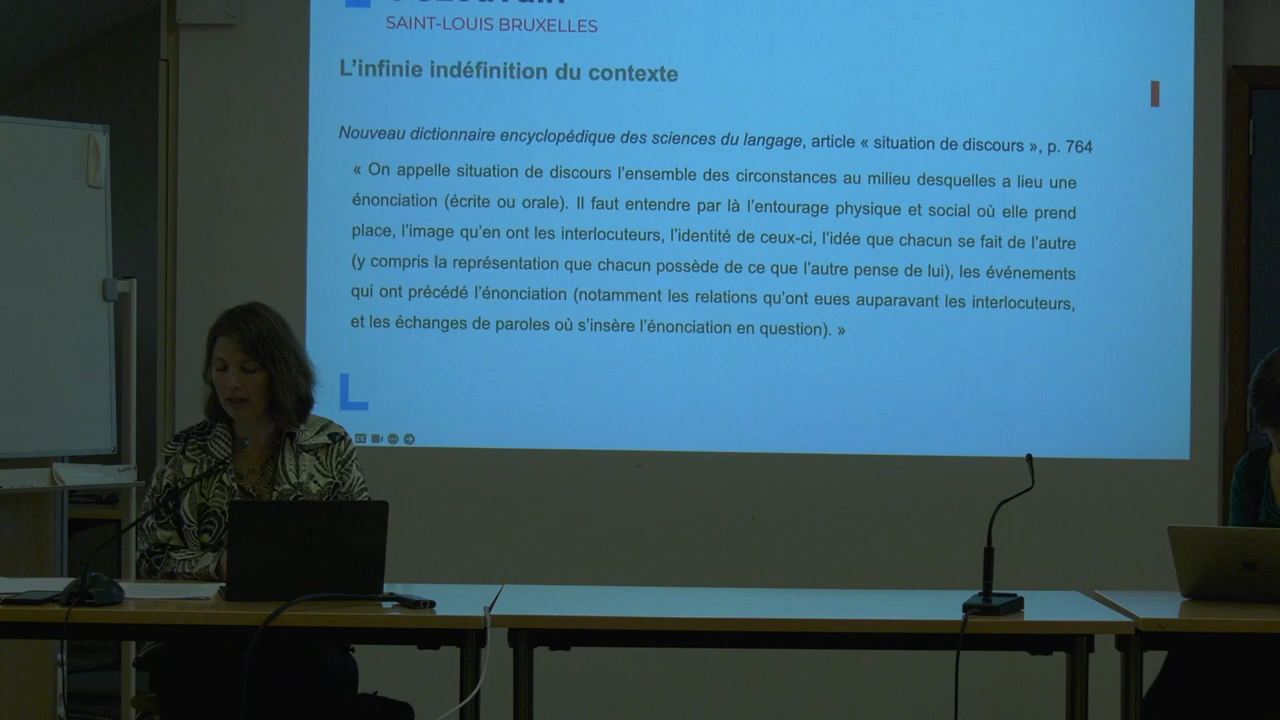 SAINT-LOUIS BRUXELLES
L'infinie indéfinition du contexte
Nouveau dictionnaire encyclopédique des sciences du langage, article « situation de discours », p. 764
« On appelle situation de discours l'ensemble des circonstances au milieu desquelles a lieu une
énonciation (écrite ou orale). Il faut entendre par là l'entourage physique et social où elle prend
place, l'image qu'en ont les interlocuteurs, l'identité de ceux-ci, l'idée que chacun se fait de l'autre
(y compris la représentation que chacun possède de ce que l'autre pense de lui), les événements
qui ont précédé l'énonciation (notamment les relations qu'ont eues auparavant les interlocuteurs,
et les échanges de paroles où s'insère l'énonciation en question). »